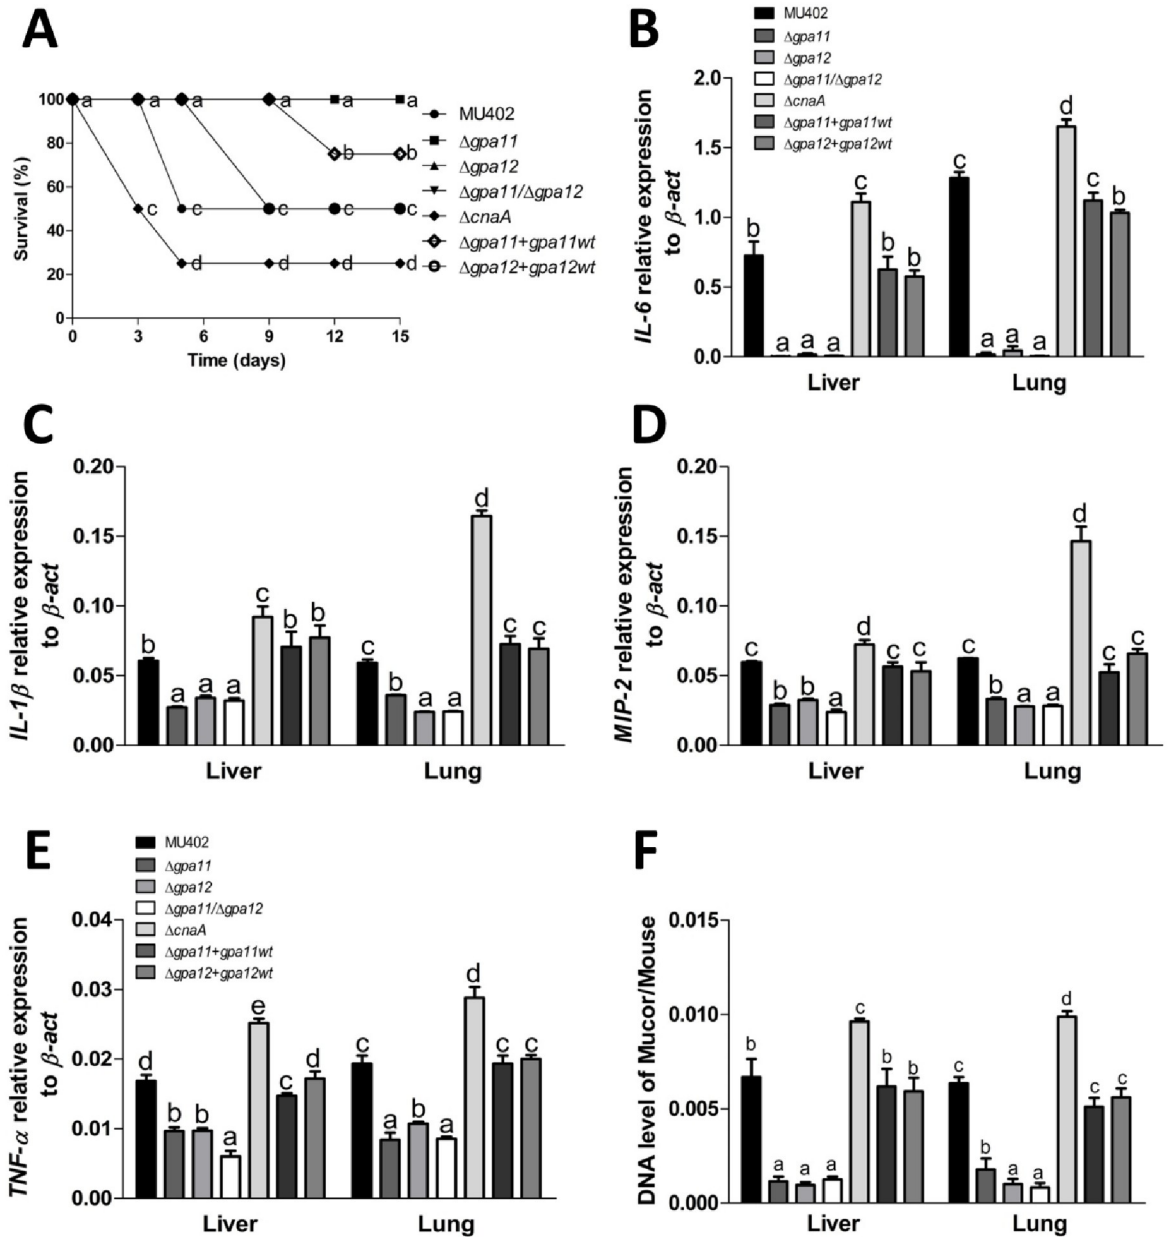 A
Survival (%)
100
80
60
40
20
0
a a a a a a
b b
c c c c c
d d d d
0 3 6 9 12 15
Time (days)
MU402
Δgpa11
Δgpa12
Δgpa11/Δgpa12
ΔcnaA
Δgpa11+gpa11wt
Δgpa12+gpa12wt
B
MU402
Δgpa11
Δgpa12
Δgpa11/Δgpa12
ΔcnaA
Δgpa11+gpa11wt
Δgpa12+gpa12wt
IL-6 relative expression
to β-act
2.0
1.5
1.0
0.5
0.0
b a a a c b b c a a a d c b
Liver Lung
C
IL-1β relative expression
to β-act
0.20
0.15
0.10
0.05
0.00
b a a a c b b c b a a d c c
Liver Lung
D
MIP-2 relative expression
to β-act
0.20
0.15
0.10
0.05
0.00
c b b a d c c c b a a d c c
Liver Lung
E
MU402
Δgpa11
Δgpa12
Δgpa11/Δgpa12
ΔcnaA
Δgpa11+gpa11wt
Δgpa12+gpa12wt
TNF-α relative expression
to β-act
0.04
0.03
0.02
0.01
0.00
d b b a e c d c a b a d c c
Liver Lung
F
DNA level of Mucor/Mouse
0.015
0.010
0.005
0.000
b a a a c b b c b a a d c c
Liver Lung